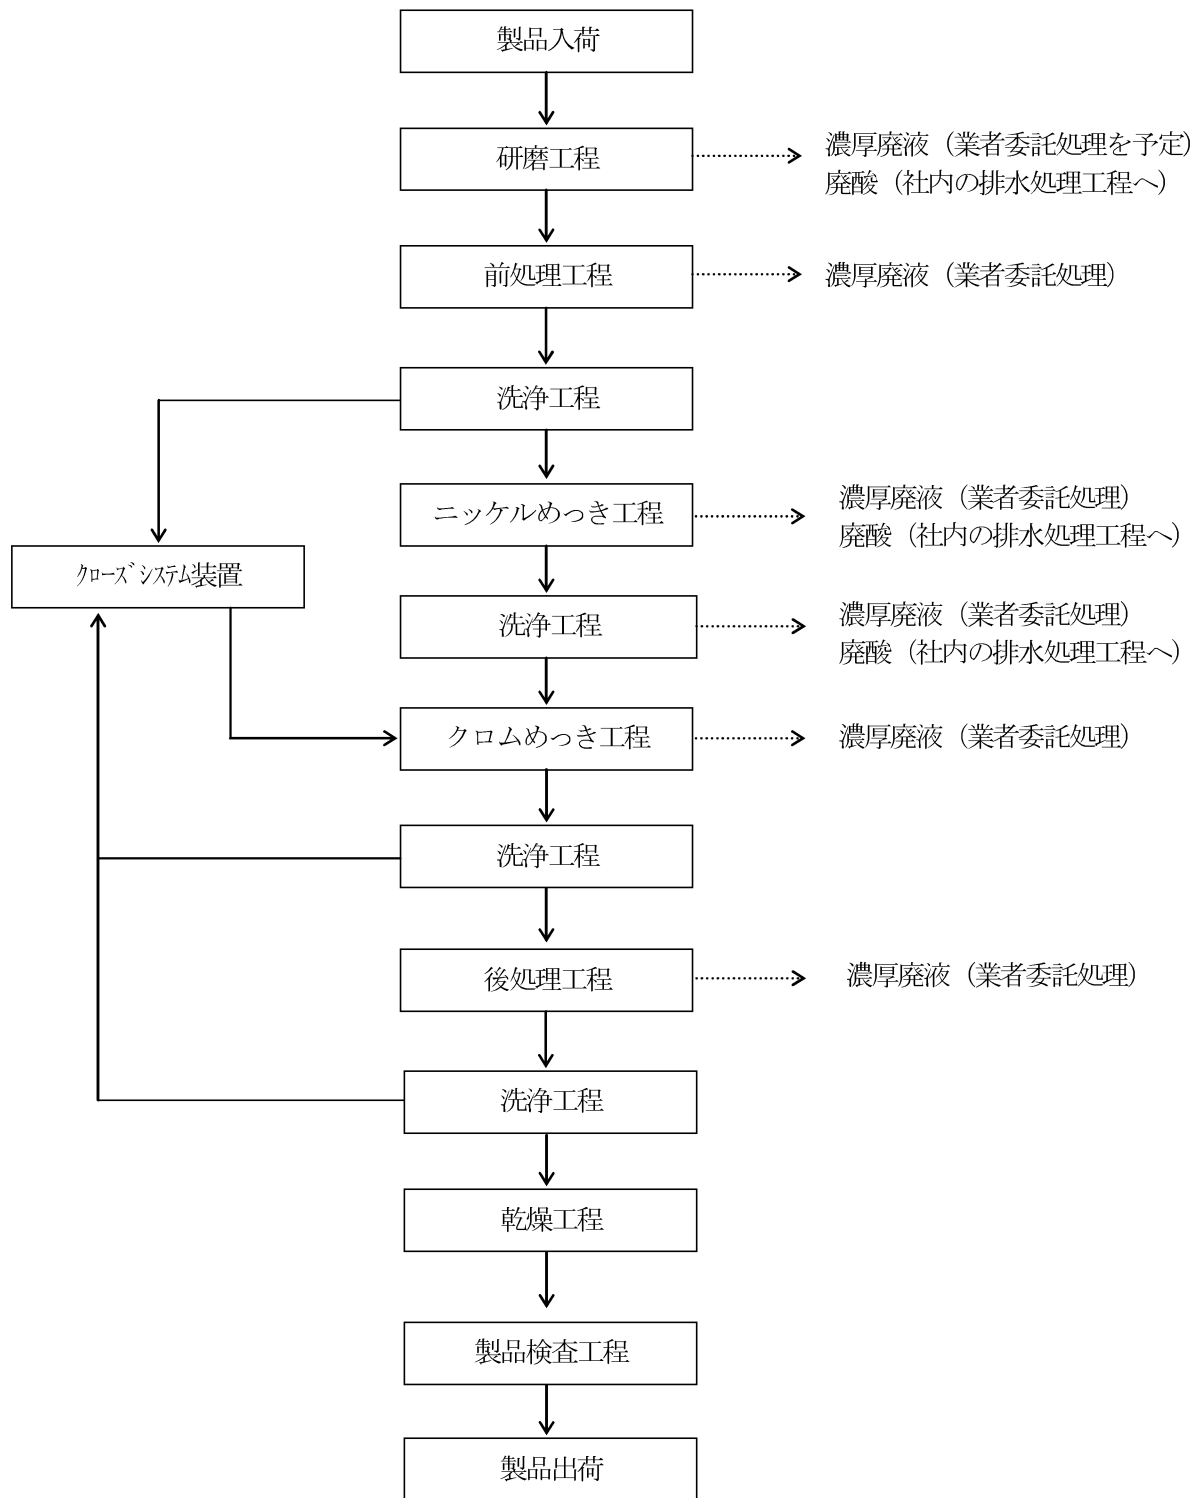 製品入荷
研磨工程
濃厚廃液（業者委託処理を予定）
廃酸（社内の排水処理工程へ）
前処理工程
濃厚廃液（業者委託処理）
洗浄工程
ニッケルめっき工程
濃厚廃液（業者委託処理）
廃酸（社内の排水処理工程へ）
ｸﾛｰｽﾞｼｽﾃﾑ装置
洗浄工程
濃厚廃液（業者委託処理）
廃酸（社内の排水処理工程へ）
クロムめっき工程
濃厚廃液（業者委託処理）
洗浄工程
後処理工程
濃厚廃液（業者委託処理）
洗浄工程
乾燥工程
製品検査工程
製品出荷